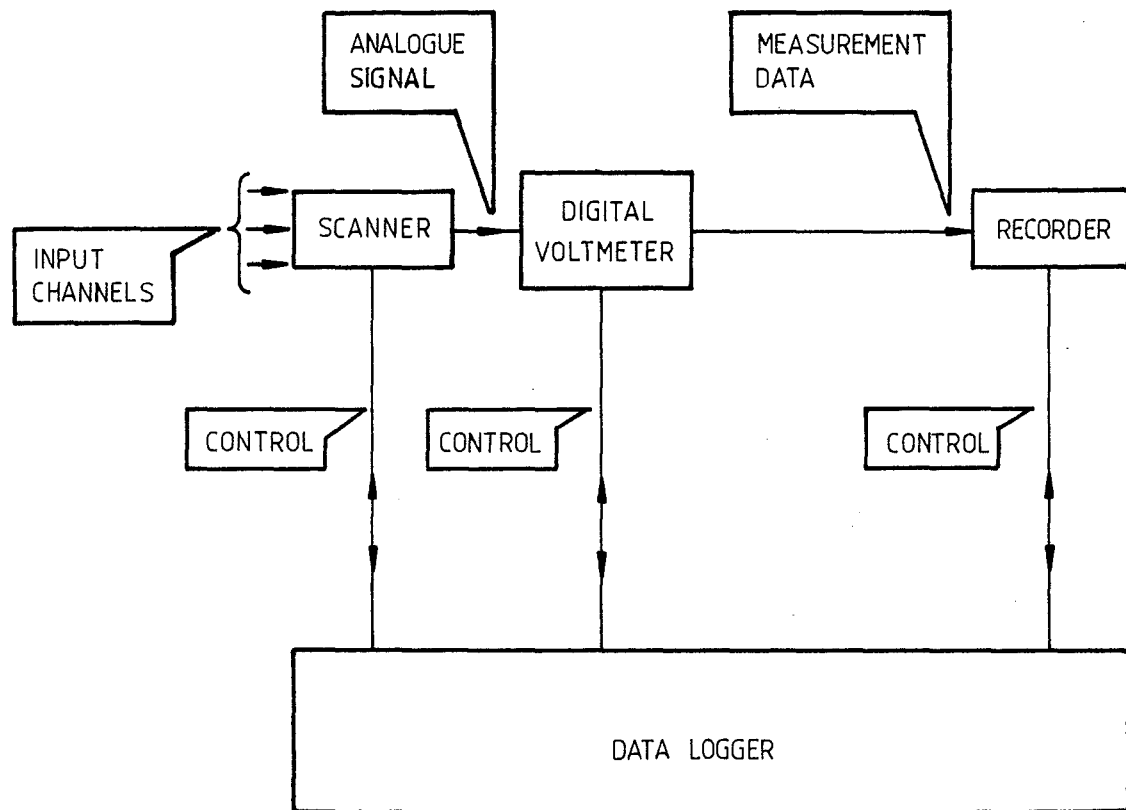 ANALOGUE
SIGNAL
MEASUREMENT
DATA
SCANNER
DIGITAL
VOLTMETER
RECORDER
INPUT
CHANNELS
CONTROL
CONTROL
CONTROL
DATA LOGGER